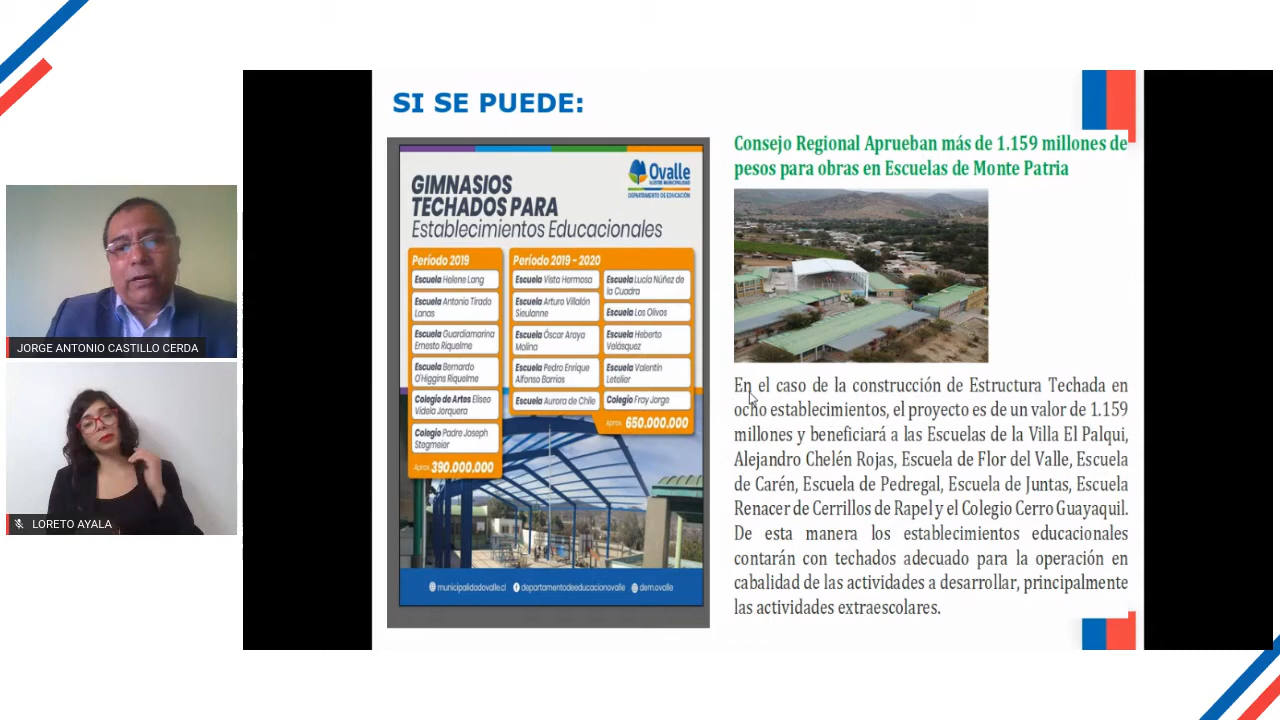 SI SE PUEDE:
Ovalle
ILUSTRE MUNICIPALIDAD
DEPARTAMENTO DE EDUCACIÓN
GIMNASIOS
TECHADOS PARA
Establecimientos Educacionales
Período 2019
Escuela Helene Lang
Escuela Antonio Tirado
Lanas
Escuela Guardiamarina
Ernesto Riquelme
Escuela Bernardo
O'Higgins Riquelme
Colegio de Artes Eliseo
Videla Jorquera
Colegio Padre Joseph
Stegmeier
Aprox. 390.000.000
Período 2019 - 2020
Escuela Vista Hermosa
Escuela Arturo Villalón
Sieulanne
Escuela Óscar Araya
Molina
Escuela Pedro Enrique
Alfonso Barrios
Escuela Aurora de Chile
Escuela Lucía Núñez de
la Cuadra
Escuela Los Olivos
Escuela Heberto
Velásquez
Escuela Valentín
Letelier
Colegio Fray Jorge
Aprox. 650.000.000
municipalidadovalle.cl departamentodeeducacionovalle dem.ovalle
Consejo Regional Aprueban más de 1.159 millones de
pesos para obras en Escuelas de Monte Patria
En el caso de la construcción de Estructura Techada en
ocho establecimientos, el proyecto es de un valor de 1.159
millones y beneficiará a las Escuelas de la Villa El Palqui,
Alejandro Chelén Rojas, Escuela de Flor del Valle, Escuela
de Carén, Escuela de Pedregal, Escuela de Juntas, Escuela
Renacer de Cerrillos de Rapel y el Colegio Cerro Guayaquil.
De esta manera los establecimientos educacionales
contarán con techados adecuado para la operación en
cabalidad de las actividades a desarrollar, principalmente
las actividades extraescolares.
JORGE ANTONIO CASTILLO CERDA
LORETO AYALA